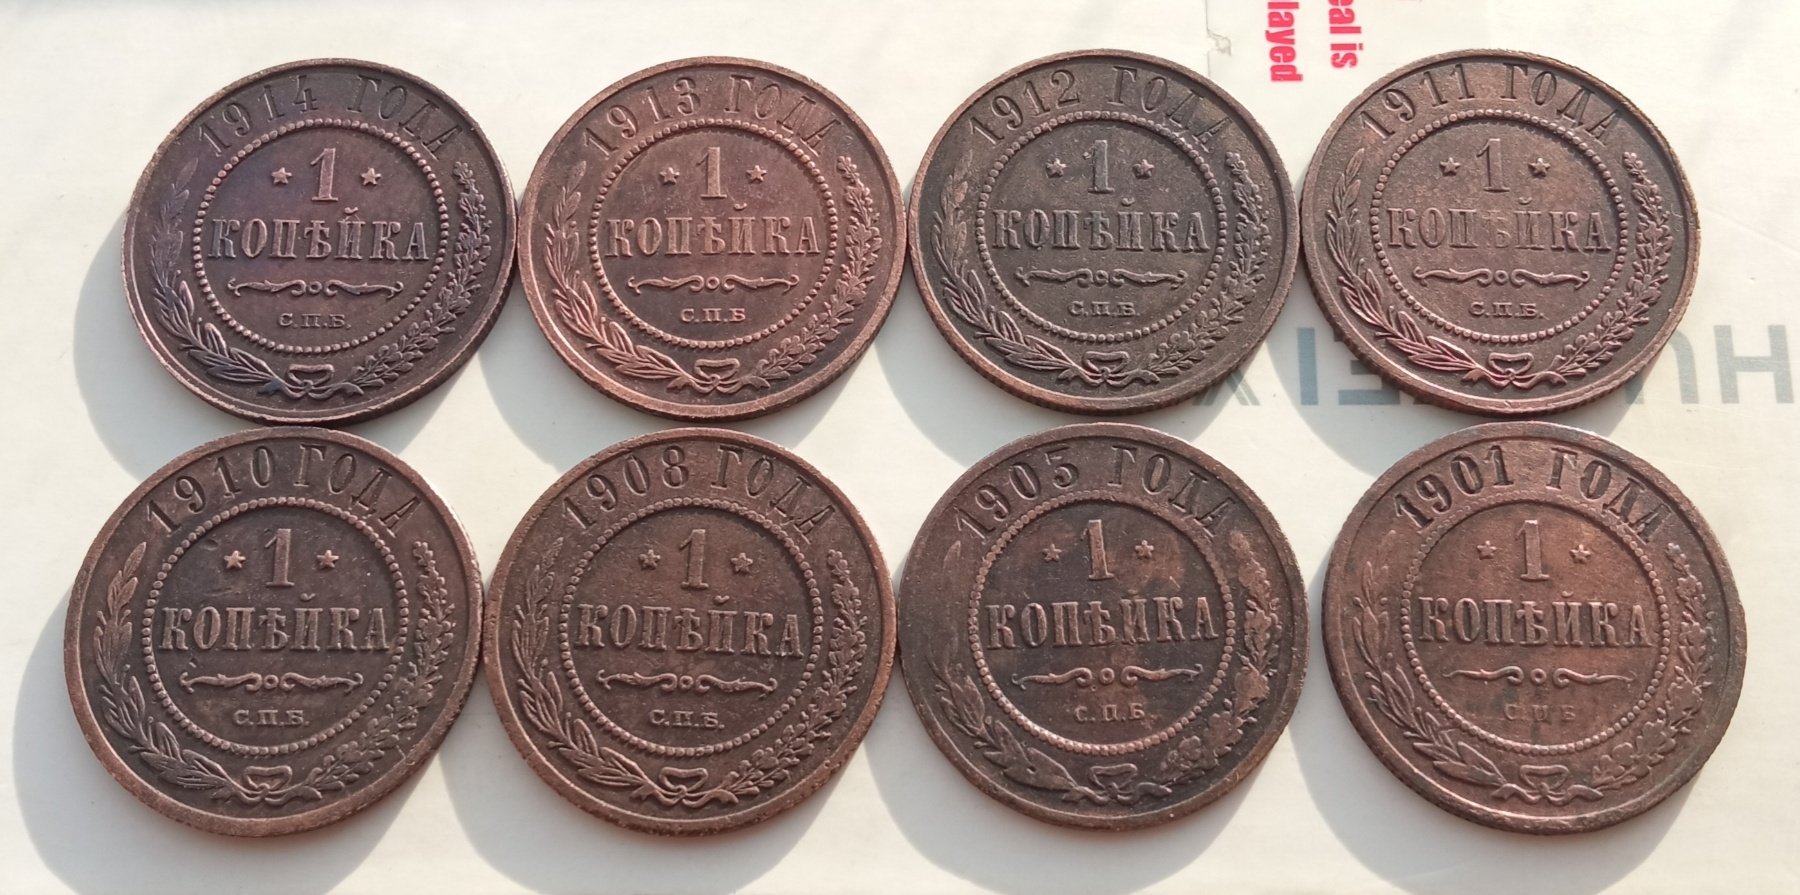 eal is
layed
1914 ГОДА
1
КОПѢЙКА
С.П.Б.
1913 ГОДА
1
КОПѢЙКА
С.П.Б
1912 ГОДА
1
КОПѢЙКА
С.П.Б.
1911 ГОДА
1
КОПѢЙКА
С.П.Б.
1910 ГОДА
1
КОПѢЙКА
С.П.Б.
1908 ГОДА
1
КОПѢЙКА
С.П.Б.
1903 ГОДА
1
КОПѢЙКА
С.П.Б.
1901 ГОДА
1
КОПѢЙКА
С П Б